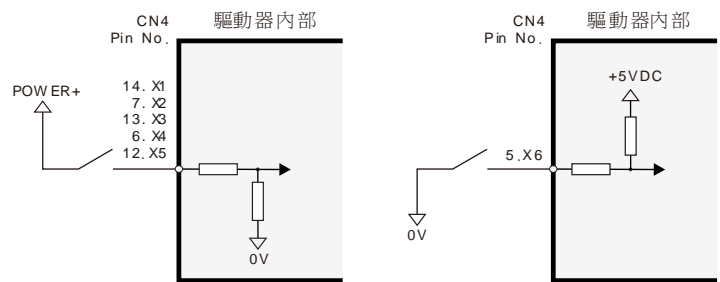 CN4
Pin No.
驅動器內部
POWER+
14. X1
7. X2
13. X3
6. X4
12. X5
0V
CN4
Pin No.
驅動器內部
+5VDC
5. X6
0V